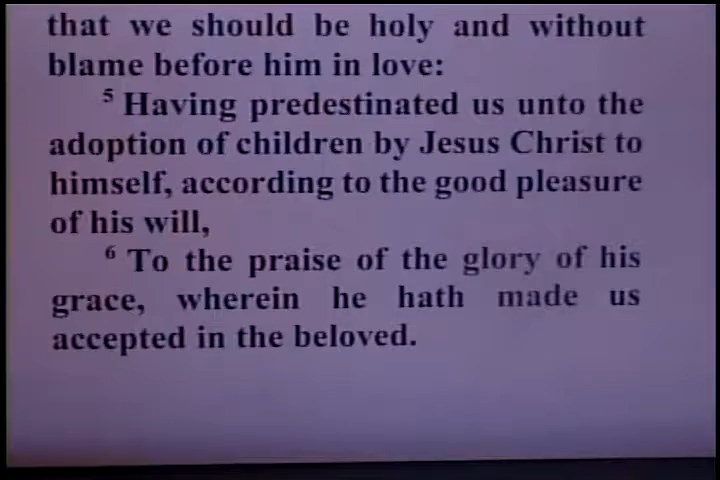 that we should be holy and without
blame before him in love:
5 Having predestinated us unto the
adoption of children by Jesus Christ to
himself, according to the good pleasure
of his will,
6 To the praise of the glory of his
grace, wherein he hath made us
accepted in the beloved.